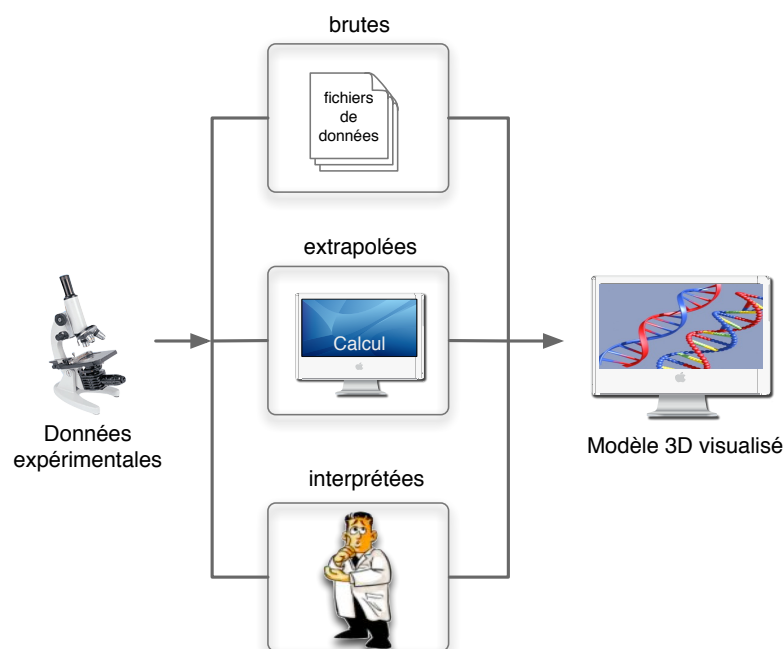 brutes
fichiers
de
données
extrapolées
Calcul
Données
expérimentales
Modèle 3D visualisé
interprétées